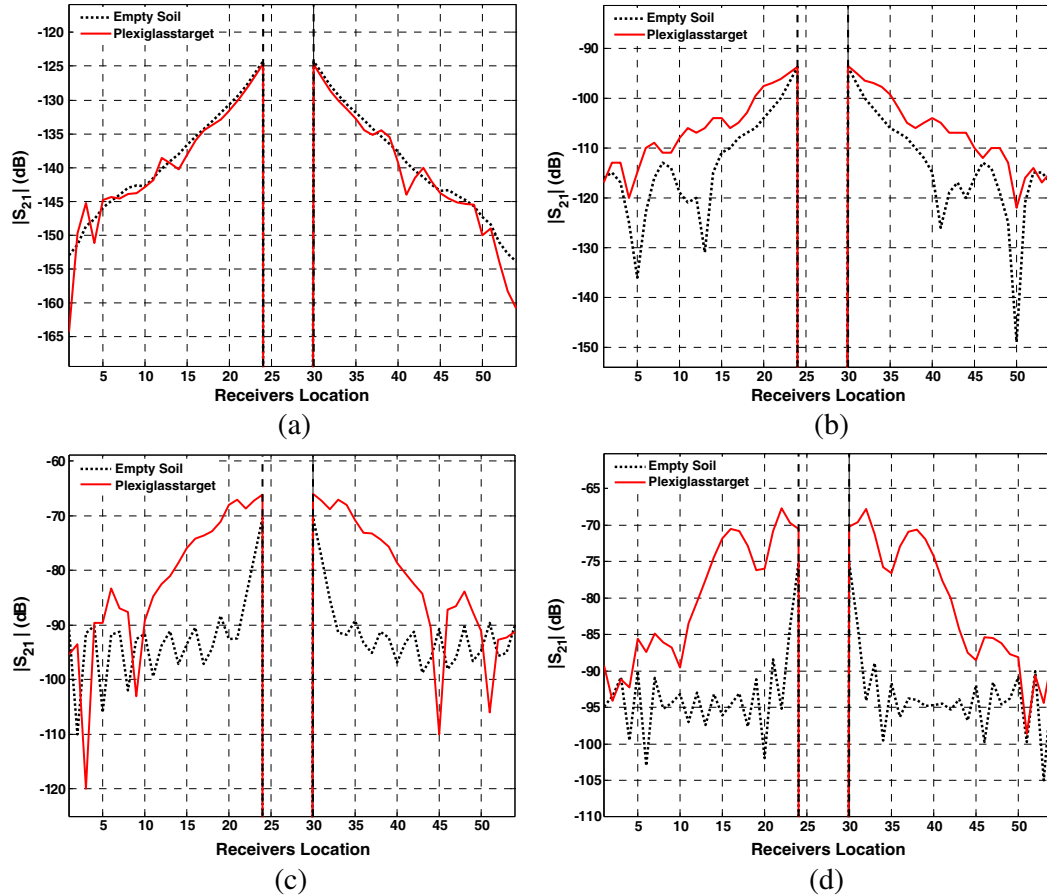 Empty Soil
Plexiglasstarget
|S21| (dB)
-120
-125
-130
-135
-140
-145
-150
-155
-160
-165
5 10 15 20 25 30 35 40 45 50
Receivers Location
(a)
Empty Soil
Plexiglasstarget
|S21| (dB)
-90
-100
-110
-120
-130
-140
-150
5 10 15 20 25 30 35 40 45 50
Receivers Location
(b)
Empty Soil
Plexiglasstarget
|S21| (dB)
-60
-70
-80
-90
-100
-110
-120
5 10 15 20 25 30 35 40 45 50
Receivers Location
(c)
Empty Soil
Plexiglasstarget
|S21| (dB)
-65
-70
-75
-80
-85
-90
-95
-100
-105
-110
5 10 15 20 25 30 35 40 45 50
Receivers Location
(d)